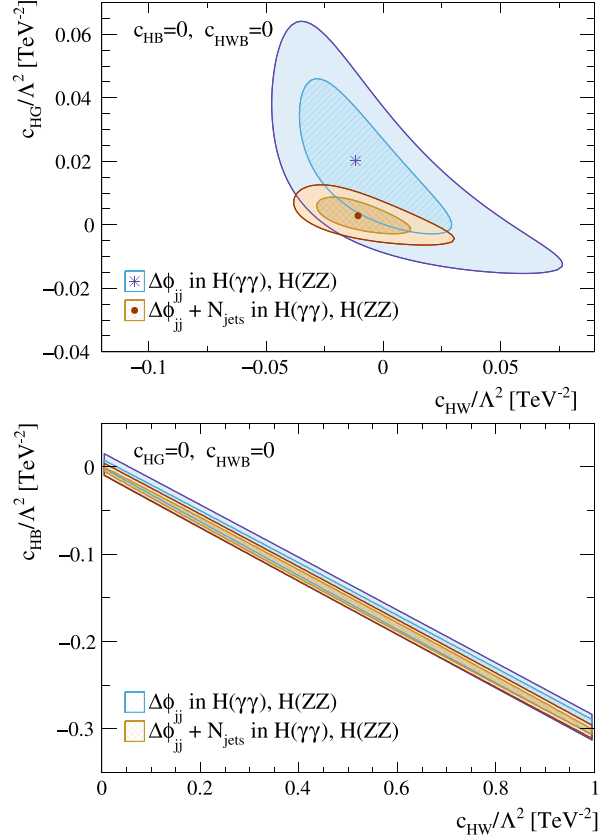 c_HG/Λ² [TeV⁻²]
0.06
0.04
0.02
0
−0.02
−0.04
c_HB=0, c_HWB=0
Δϕ_jj in H(γγ), H(ZZ)
Δϕ_jj + N_jets in H(γγ), H(ZZ)
−0.1 −0.05 0 0.05
c_HW/Λ² [TeV⁻²]
c_HB/Λ² [TeV⁻²]
0
−0.1
−0.2
−0.3
c_HG=0, c_HWB=0
Δϕ_jj in H(γγ), H(ZZ)
Δϕ_jj + N_jets in H(γγ), H(ZZ)
0 0.2 0.4 0.6 0.8 1
c_HW/Λ² [TeV⁻²]